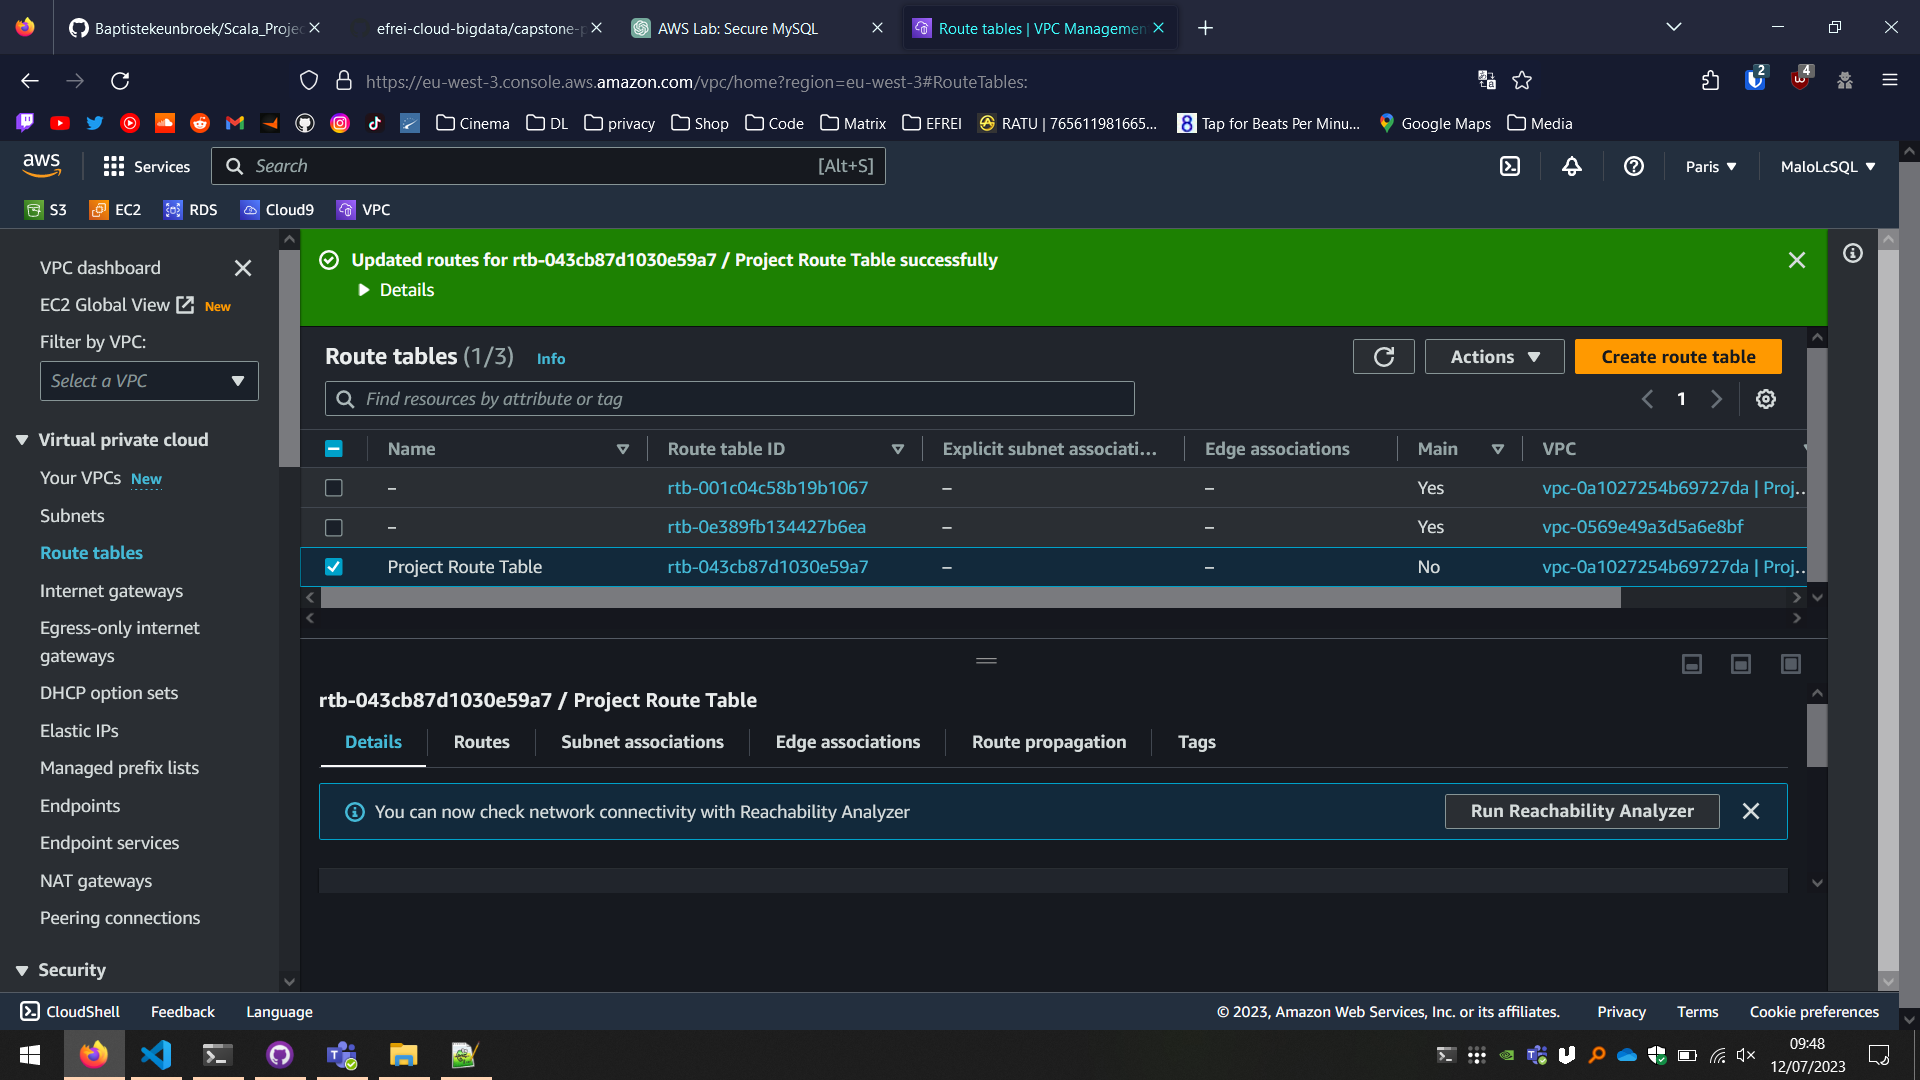 Baptistekeunbroek/Scala_Projec
efrei-cloud-bigdata/capstone-p
AWS Lab: Secure MySQL
Route tables | VPC Managemen
https://eu-west-3.console.aws.amazon.com/vpc/home?region=eu-west-3#RouteTables:
2
4
Cinema
DL
privacy
Shop
Code
Matrix
EFREI
RATU | 765611981665...
8
Tap for Beats Per Minu...
Google Maps
Media
aws
Services
Search
[Alt+S]
Paris
MaloLcSQL
S3
EC2
RDS
Cloud9
VPC
VPC dashboard
EC2 Global View
New
Filter by VPC:
Select a VPC
Virtual private cloud
Your VPCs
New
Subnets
Route tables
Internet gateways
Egress-only internet
gateways
DHCP option sets
Elastic IPs
Managed prefix lists
Endpoints
Endpoint services
NAT gateways
Peering connections
Security
Updated routes for rtb-043cb87d1030e59a7 / Project Route Table successfully
Details
Route tables (1/3)
Info
Actions
Create route table
Find resources by attribute or tag
1
Name
Route table ID
Explicit subnet associati...
Edge associations
Main
VPC
– rtb-001c04c58b19b1067 – – Yes vpc-0a1027254b69727da | Proj...
– rtb-0e389fb134427b6ea – – Yes vpc-0569e49a3d5a6e8bf
Project Route Table rtb-043cb87d1030e59a7 – – No vpc-0a1027254b69727da | Proj...
rtb-043cb87d1030e59a7 / Project Route Table
Details
Routes
Subnet associations
Edge associations
Route propagation
Tags
You can now check network connectivity with Reachability Analyzer
Run Reachability Analyzer
CloudShell
Feedback
Language
© 2023, Amazon Web Services, Inc. or its affiliates.
Privacy
Terms
Cookie preferences
09:48
12/07/2023